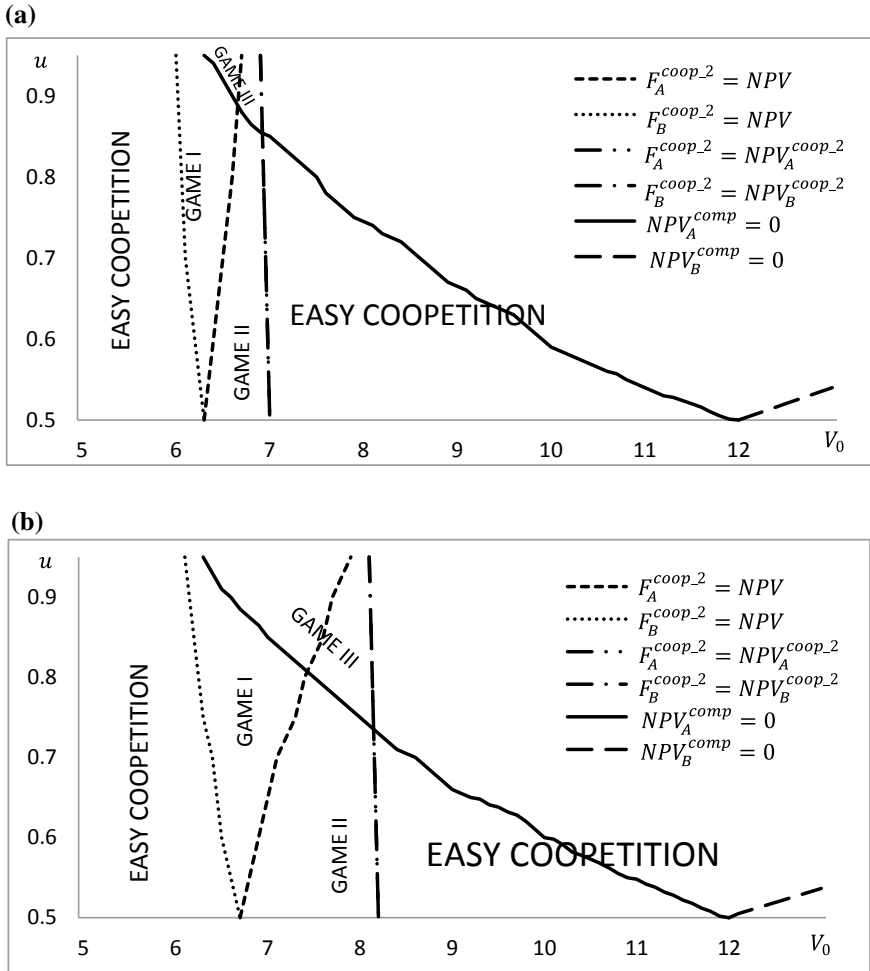 (a)
u
0.9
0.8
0.7
0.6
0.5
5 6 7 8 9 10 11 12 V₀
EASY COOPETITION
GAME I
GAME III
GAME II
EASY COOPETITION
F_A^{coop_2} = NPV
F_B^{coop_2} = NPV
F_A^{coop_2} = NPV_A^{coop_2}
F_B^{coop_2} = NPV_B^{coop_2}
NPV_A^{comp} = 0
NPV_B^{comp} = 0
(b)
u
0.9
0.8
0.7
0.6
0.5
5 6 7 8 9 10 11 12 V₀
EASY COOPETITION
GAME I
GAME III
GAME II
EASY COOPETITION
F_A^{coop_2} = NPV
F_B^{coop_2} = NPV
F_A^{coop_2} = NPV_A^{coop_2}
F_B^{coop_2} = NPV_B^{coop_2}
NPV_A^{comp} = 0
NPV_B^{comp} = 0